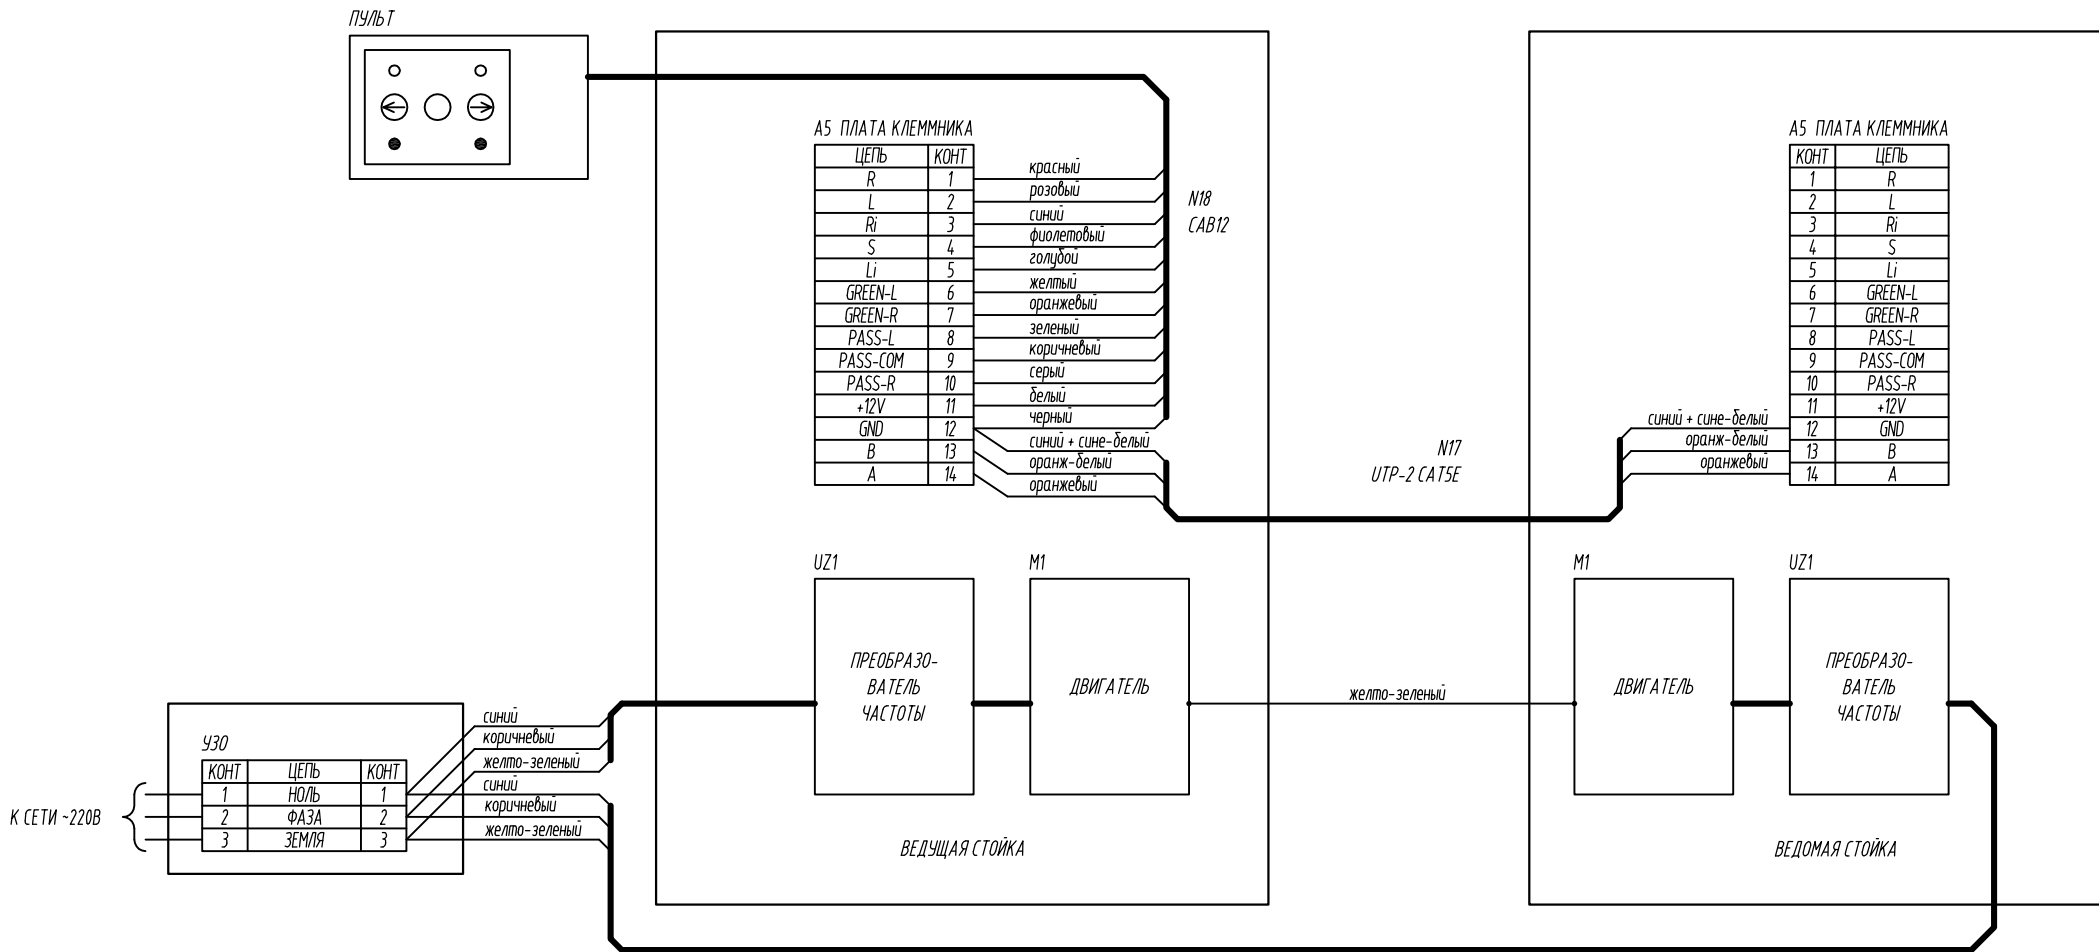 ПУЛЬТ
А5 ПЛАТА КЛЕММНИКА
ЦЕПЬ КОНТ
R 1 красный
L 2 розовый
Ri 3 синий
S 4 фиолетовый
Li 5 голубой
GREEN-L 6 желтый
GREEN-R 7 оранжевый
PASS-L 8 зеленый
PASS-COM 9 коричневый
PASS-R 10 серый
+12V 11 белый
GND 12 черный
B 13 синий + сине-белый
A 14 оранж-белый
оранжевый
N18
CAB12
N17
UTP-2 CAT5E
А5 ПЛАТА КЛЕММНИКА
КОНТ ЦЕПЬ
1 R
2 L
3 Ri
4 S
5 Li
6 GREEN-L
7 GREEN-R
8 PASS-L
9 PASS-COM
10 PASS-R
11 +12V
синий + сине-белый 12 GND
оранж-белый 13 B
оранжевый 14 A
UZ1
ПРЕОБРАЗО-
ВАТЕЛЬ
ЧАСТОТЫ
M1
ДВИГАТЕЛЬ
желто-зеленый
M1
ДВИГАТЕЛЬ
UZ1
ПРЕОБРАЗО-
ВАТЕЛЬ
ЧАСТОТЫ
УЗО
КОНТ ЦЕПЬ КОНТ
1 НОЛЬ 1
2 ФАЗА 2
3 ЗЕМЛЯ 3
К СЕТИ ~220В
синий
коричневый
желто-зеленый
синий
коричневый
желто-зеленый
ВЕДУЩАЯ СТОЙКА
ВЕДОМАЯ СТОЙКА